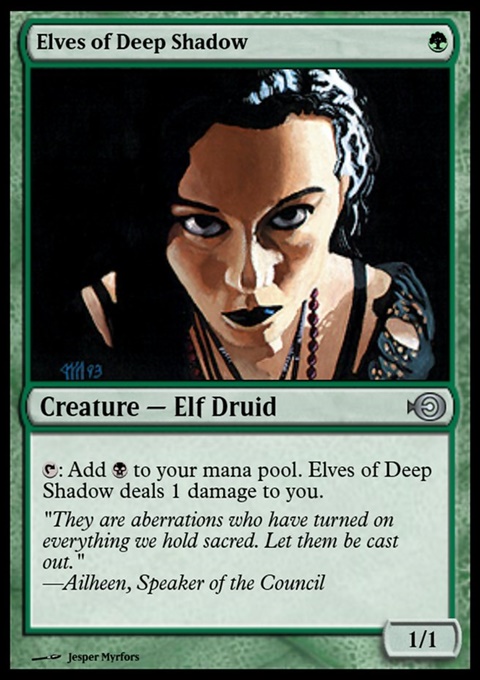 Elves of Deep Shadow
93
Creature — Elf Druid
: Add to your mana pool. Elves of Deep
Shadow deals 1 damage to you.
"They are aberrations who have turned on
everything we hold sacred. Let them be cast
out."
—Ailheen, Speaker of the Council
1/1
Jesper Myrfors